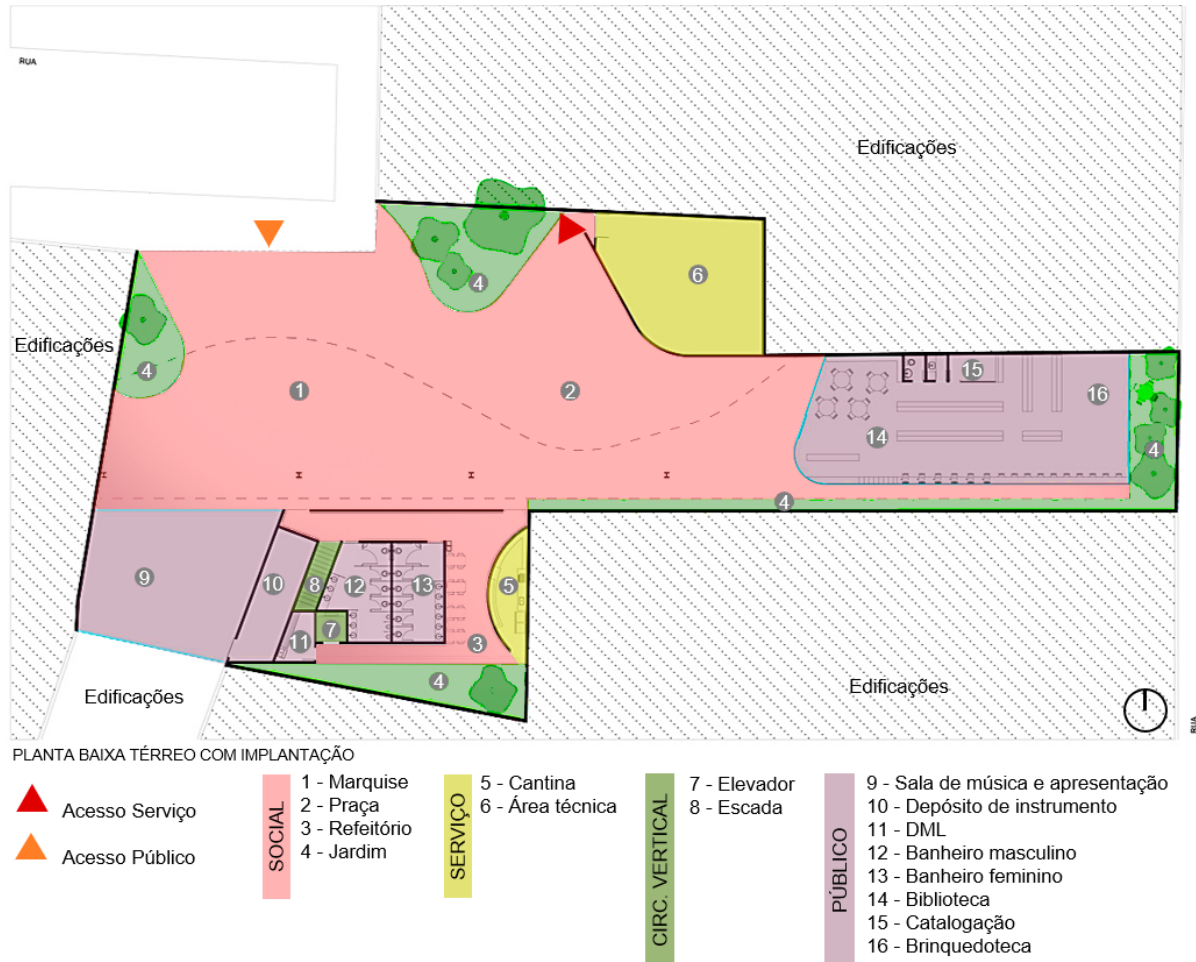 RUA
Edificações
4
6
Edificações
4
1
2
15
16
14
4
4
9
10
8
12
13
5
7
11
3
4
Edificações
Edificações
RUA
PLANTA BAIXA TÉRREO COM IMPLANTAÇÃO
Acesso Serviço
Acesso Público
SOCIAL
1 - Marquise
2 - Praça
3 - Refeitório
4 - Jardim
SERVIÇO
5 - Cantina
6 - Área técnica
CIRC. VERTICAL
7 - Elevador
8 - Escada
PÚBLICO
9 - Sala de música e apresentação
10 - Depósito de instrumento
11 - DML
12 - Banheiro masculino
13 - Banheiro feminino
14 - Biblioteca
15 - Catalogação
16 - Brinquedoteca